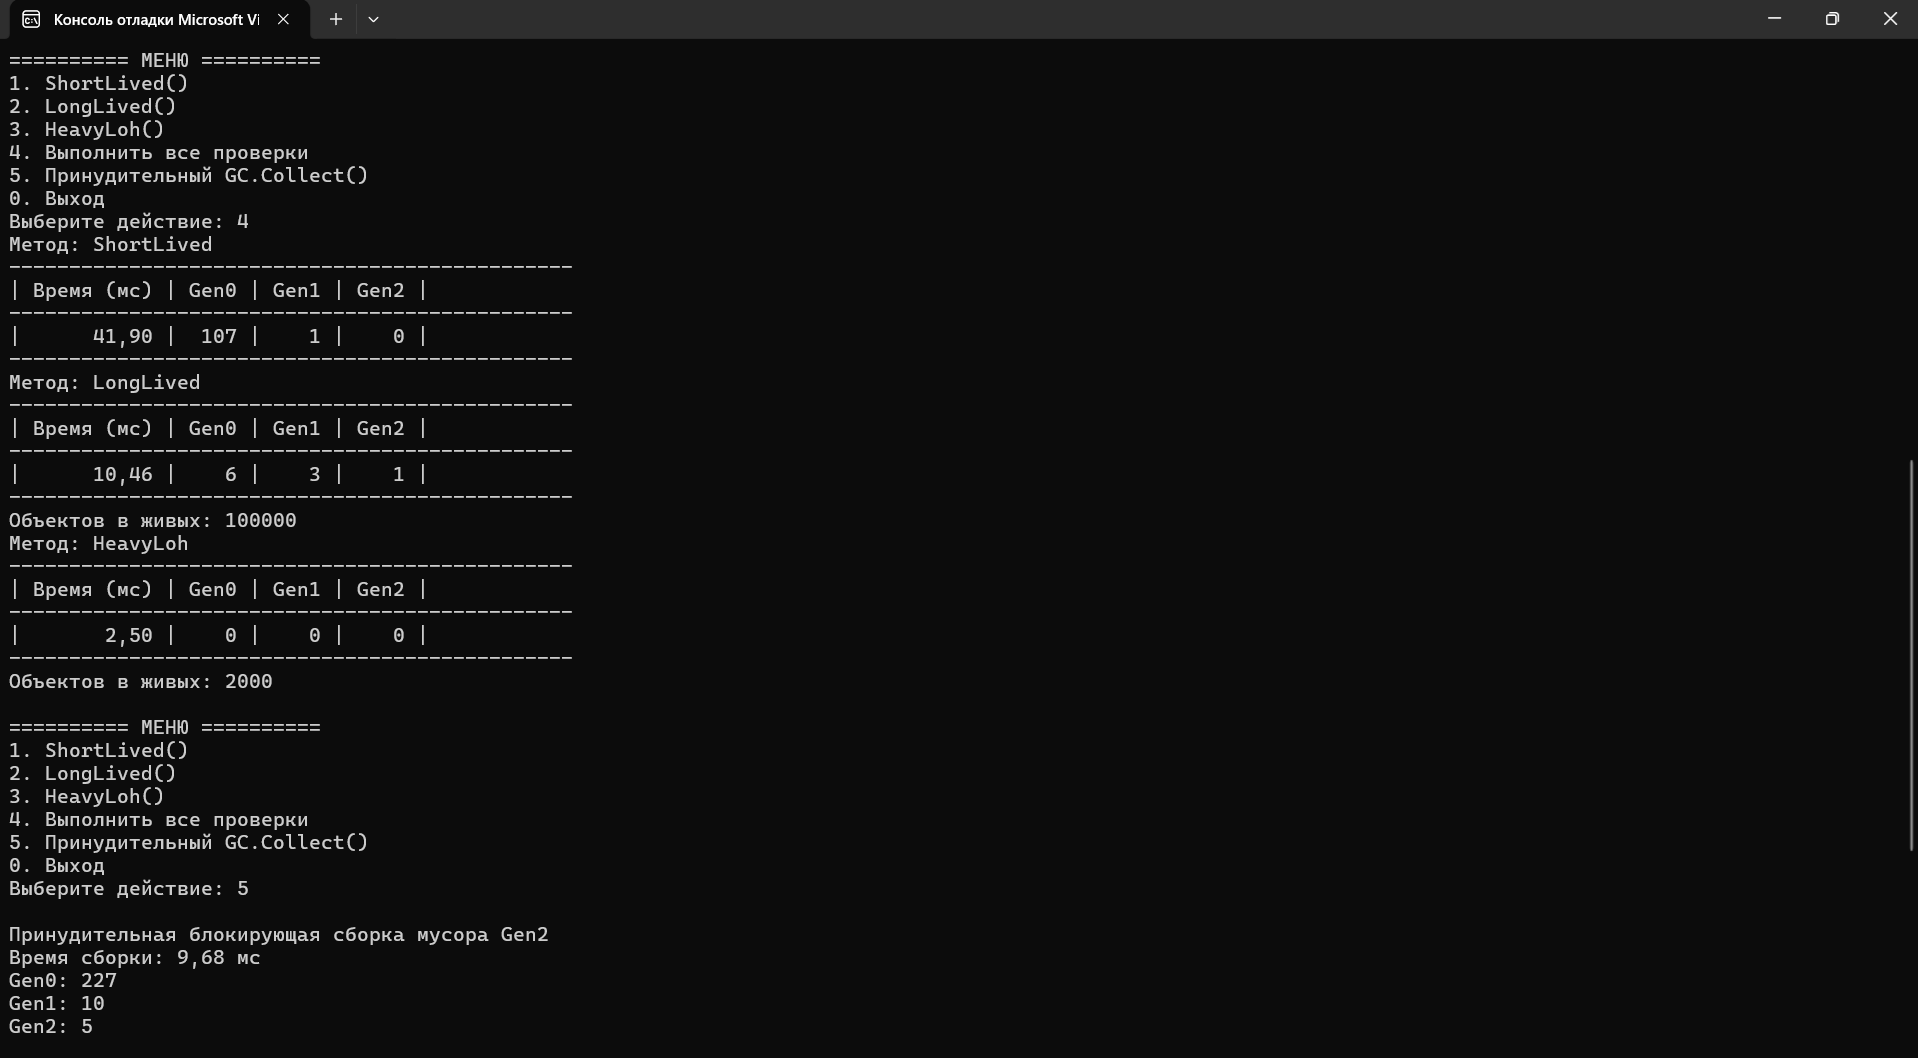 Консоль отладки Microsoft Vi
========== МЕНЮ ==========
1. ShortLived()
2. LongLived()
3. HeavyLoh()
4. Выполнить все проверки
5. Принудительный GC.Collect()
0. Выход
Выберите действие: 4
Метод: ShortLived
-----------------------------------------------
| Время (мс) | Gen0 | Gen1 | Gen2 |
-----------------------------------------------
|      41,90 |  107 |    1 |    0 |
-----------------------------------------------
Метод: LongLived
-----------------------------------------------
| Время (мс) | Gen0 | Gen1 | Gen2 |
-----------------------------------------------
|      10,46 |    6 |    3 |    1 |
-----------------------------------------------
Объектов в живых: 100000
Метод: HeavyLoh
-----------------------------------------------
| Время (мс) | Gen0 | Gen1 | Gen2 |
-----------------------------------------------
|       2,50 |    0 |    0 |    0 |
-----------------------------------------------
Объектов в живых: 2000
========== МЕНЮ ==========
1. ShortLived()
2. LongLived()
3. HeavyLoh()
4. Выполнить все проверки
5. Принудительный GC.Collect()
0. Выход
Выберите действие: 5
Принудительная блокирующая сборка мусора Gen2
Время сборки: 9,68 мс
Gen0: 227
Gen1: 10
Gen2: 5